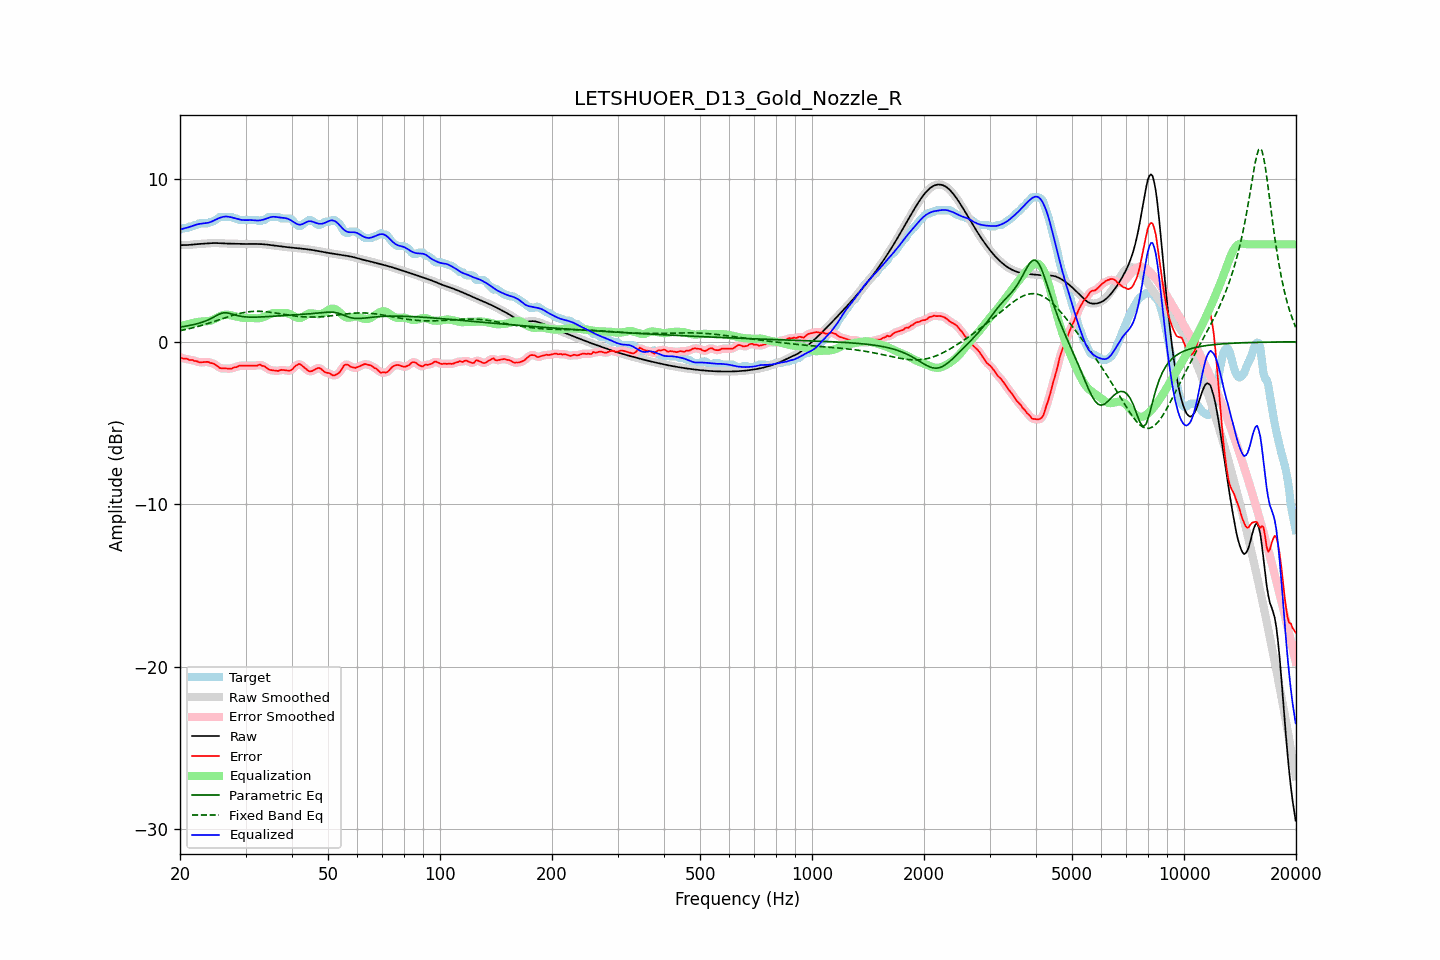 LETSHUOER_D13_Gold_Nozzle_R
Amplitude (dBr)
10
0
−10
−20
−30
Target
Raw Smoothed
Error Smoothed
Raw
Error
Equalization
Parametric Eq
Fixed Band Eq
Equalized
20 50 100 200 500 1000 2000 5000 10000 20000
Frequency (Hz)